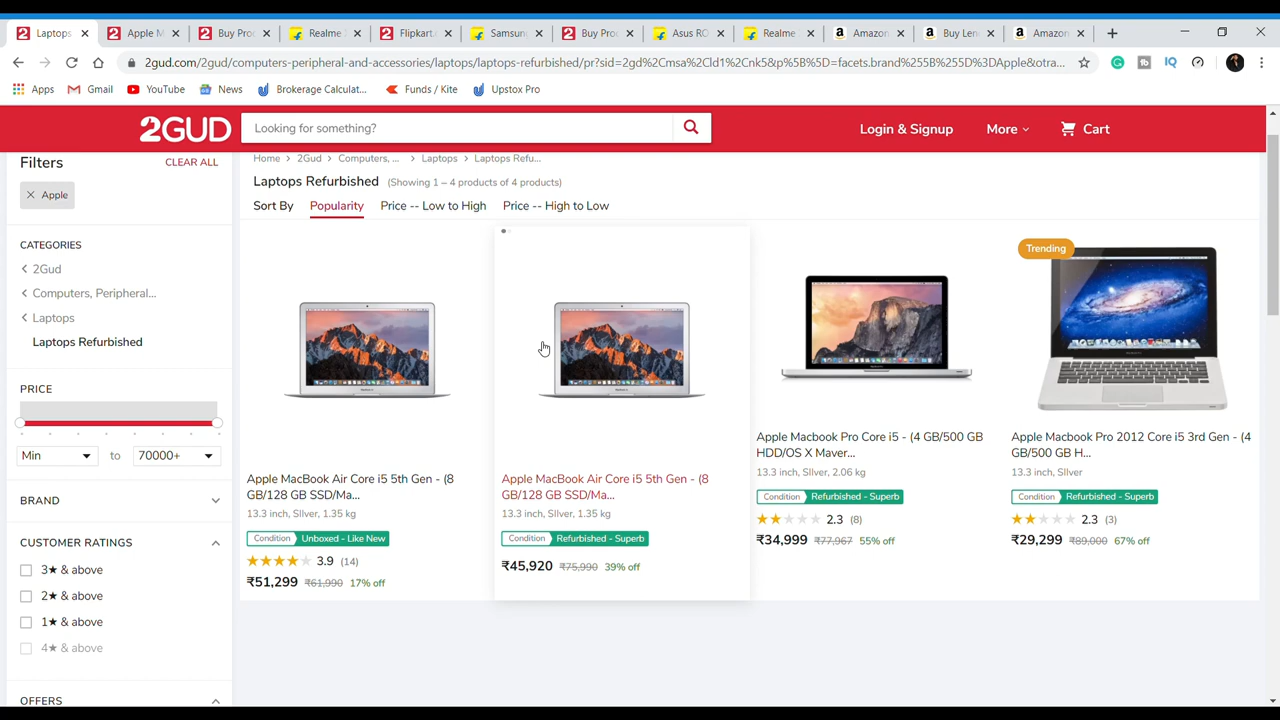 Laptops
Apple M
Buy Pro
Realme
Flipkart
Samsun
Buy Pro
Asus RO
Realme
Amazon
Buy Len
Amazon
2gud.com/2gud/computers-peripheral-and-accessories/laptops/laptops-refurbished/pr?sid=2gd%2Cmsa%2Cld1%2Cnk5&p%5B%5D=facets.brand%255B%255D%3DApple&otra...
Apps
Gmail
YouTube
News
Brokerage Calculat...
Funds / Kite
Upstox Pro
2GUD
Looking for something?
Login & Signup
More
Cart
Filters
CLEAR ALL
Apple
CATEGORIES
2Gud
Computers, Peripheral...
Laptops
Laptops Refurbished
PRICE
Min
to
70000+
BRAND
CUSTOMER RATINGS
3★ & above
2★ & above
1★ & above
4★ & above
OFFERS
Home > 2Gud > Computers, ... > Laptops > Laptops Refu...
Laptops Refurbished (Showing 1 – 4 products of 4 products)
Sort By Popularity Price -- Low to High Price -- High to Low
Apple MacBook Air Core i5 5th Gen - (8
GB/128 GB SSD/Ma...
13.3 inch, SIlver, 1.35 kg
Condition Unboxed - Like New
3.9 (14)
₹51,299 ₹61,990 17% off
Apple MacBook Air Core i5 5th Gen - (8
GB/128 GB SSD/Ma...
13.3 inch, SIlver, 1.35 kg
Condition Refurbished - Superb
₹45,920 ₹75,990 39% off
Apple Macbook Pro Core i5 - (4 GB/500 GB
HDD/OS X Maver...
13.3 inch, SIlver, 2.06 kg
Condition Refurbished - Superb
2.3 (8)
₹34,999 ₹77,967 55% off
Trending
Apple Macbook Pro 2012 Core i5 3rd Gen - (4
GB/500 GB H...
13.3 inch, SIlver
Condition Refurbished - Superb
2.3 (3)
₹29,299 ₹89,000 67% off